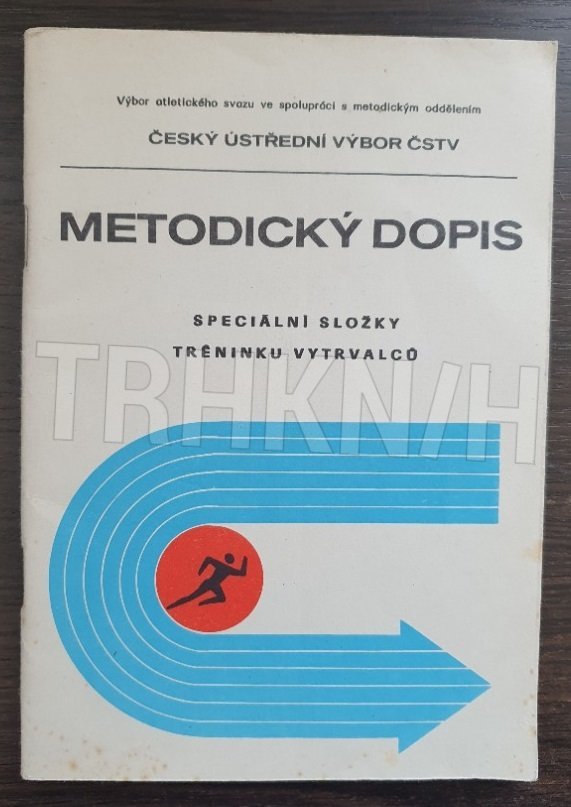 Výbor atletického svazu ve spolupráci s metodickým oddělením
ČESKÝ ÚSTŘEDNÍ VÝBOR ČSTV
METODICKÝ DOPIS
SPECIÁLNÍ SLOŽKY
TRÉNINKU VYTRVALCŮ
TRHKNIH